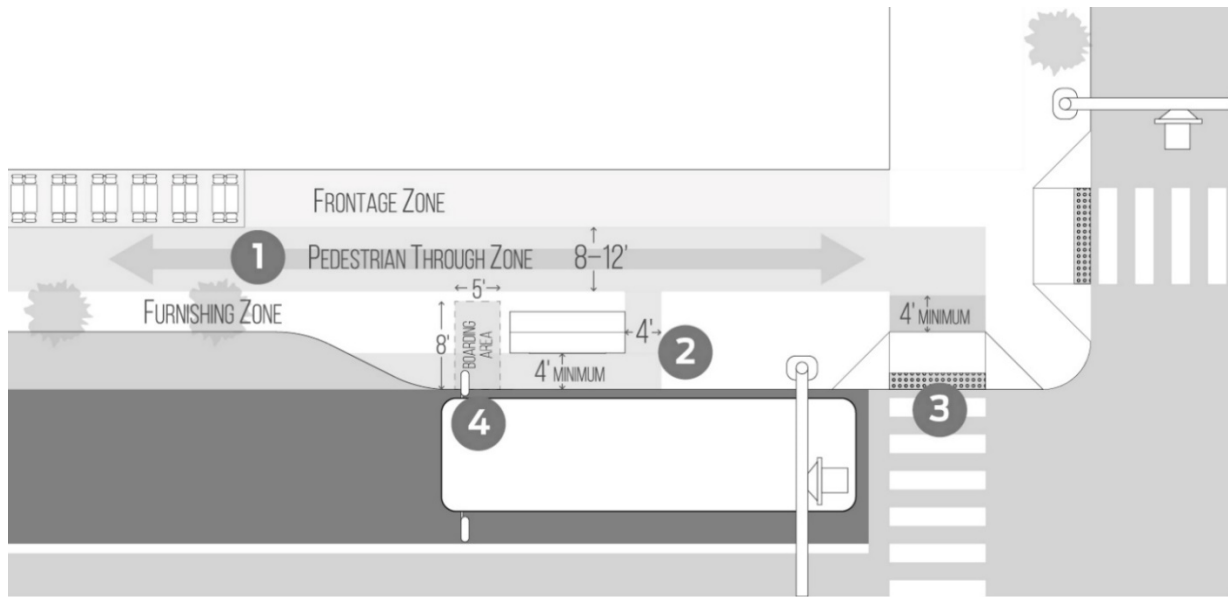 FRONTAGE ZONE
1
PEDESTRIAN THROUGH ZONE
8–12'
5'
FURNISHING ZONE
8'
BOARDING
AREA
4'
2
4' MINIMUM
4' MINIMUM
3
4